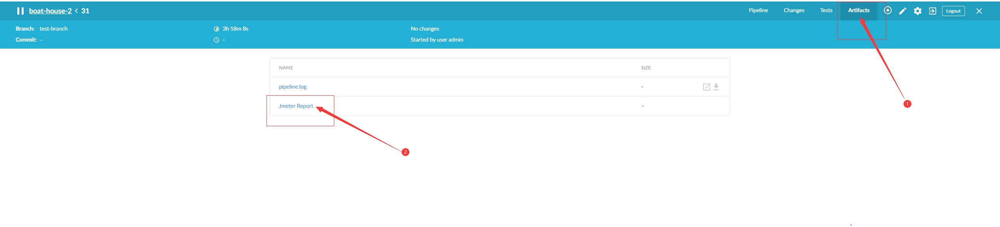 boat-house-2 < 31
Pipeline Changes Tests Artifacts Logout
Branch: test-branch
3h 58m 8s
No changes
Commit: –
-
Started by user admin
NAME SIZE
pipeline.log -
Jmeter Report –
1
2